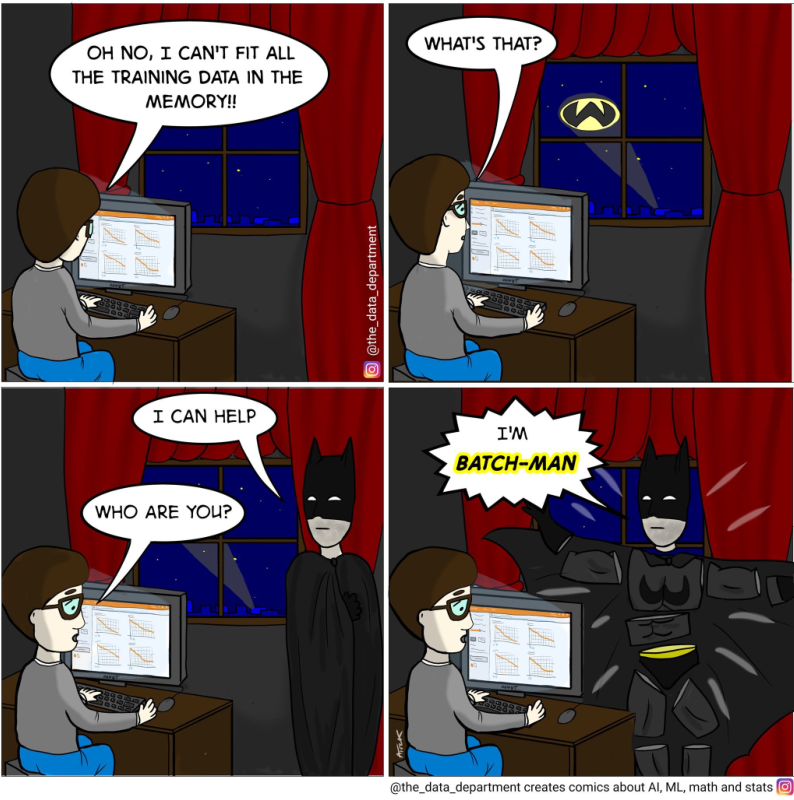 OH NO, I CAN'T FIT ALL
THE TRAINING DATA IN THE
MEMORY!!
@the_data_department
WHAT'S THAT?
I CAN HELP
WHO ARE YOU?
I'M
BATCH-MAN
@the_data_department creates comics about AI, ML, math and stats